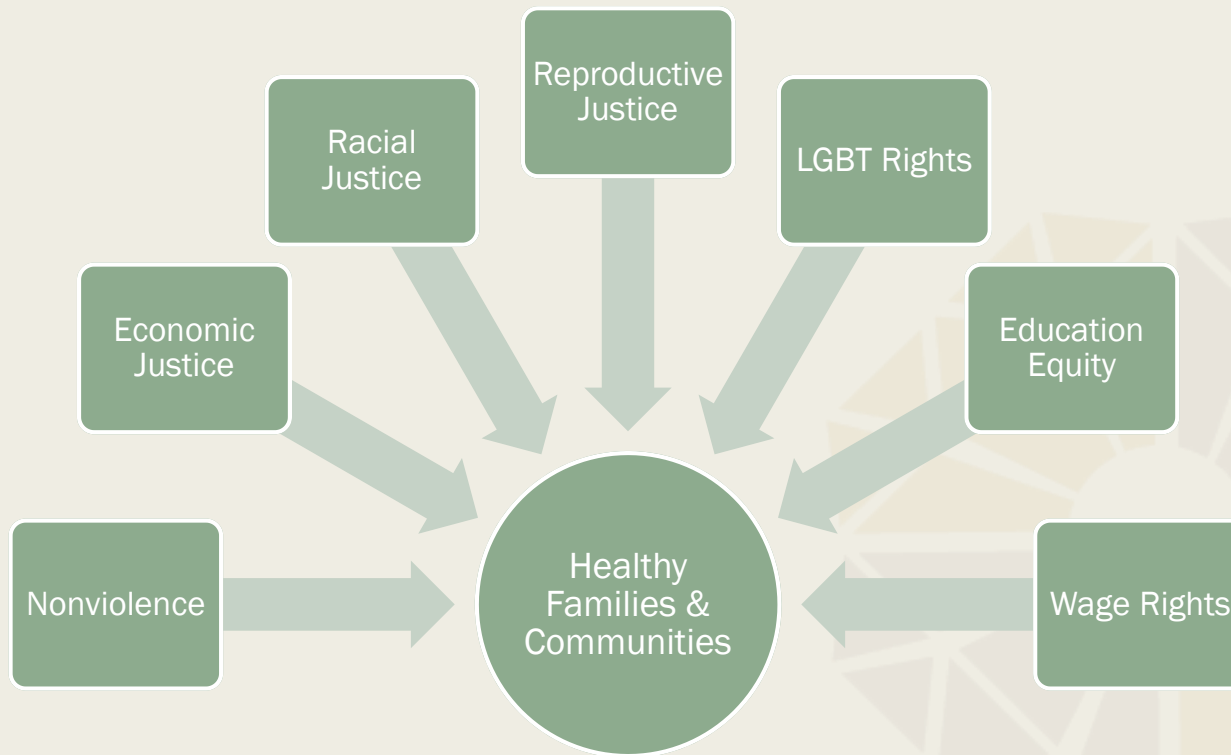 Reproductive
Justice
Racial
Justice
LGBT Rights
Economic
Justice
Education
Equity
Nonviolence
Healthy
Families &
Communities
Wage Rights